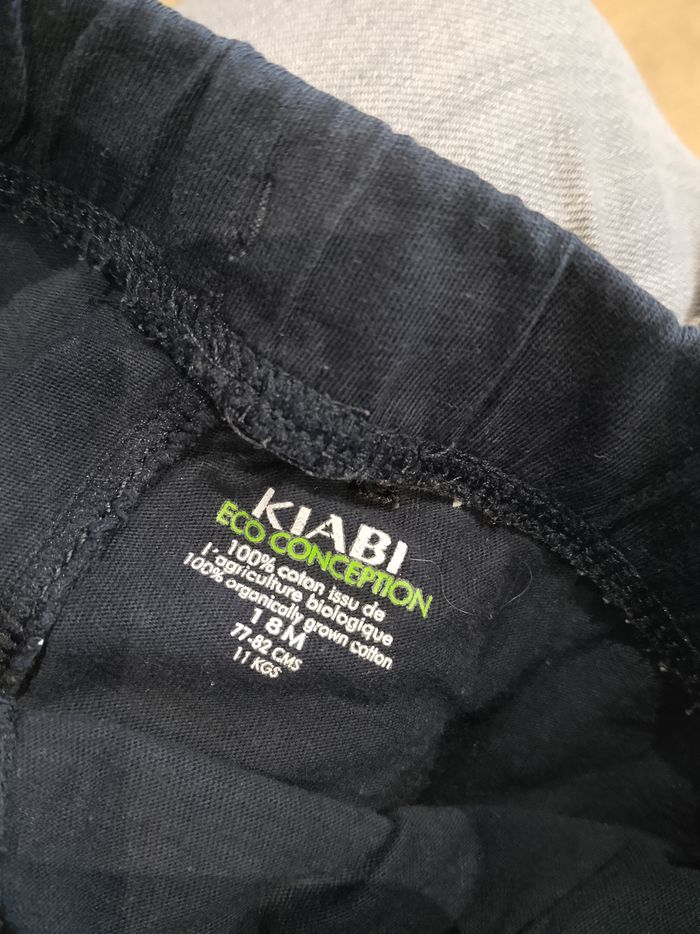 KIABI
ECO CONCEPTION
100% coton issu de
l'agriculture biologique
100% organically grown cotton
18M
77-82 CMS
11 KGS